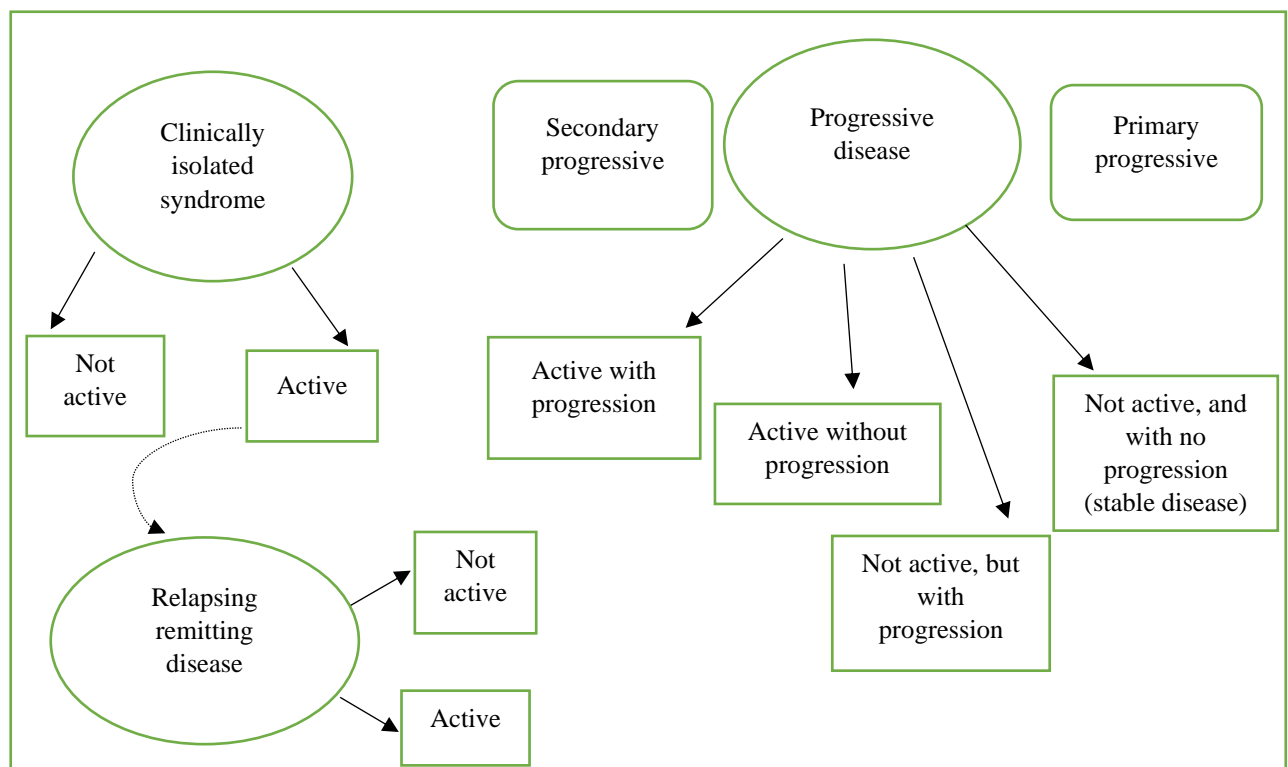 Clinically
isolated
syndrome
Not
active
Active
Relapsing
remitting
disease
Not
active
Active
Secondary
progressive
Progressive
disease
Primary
progressive
Active with
progression
Active without
progression
Not active, but
with
progression
Not active, and
with no
progression
(stable disease)